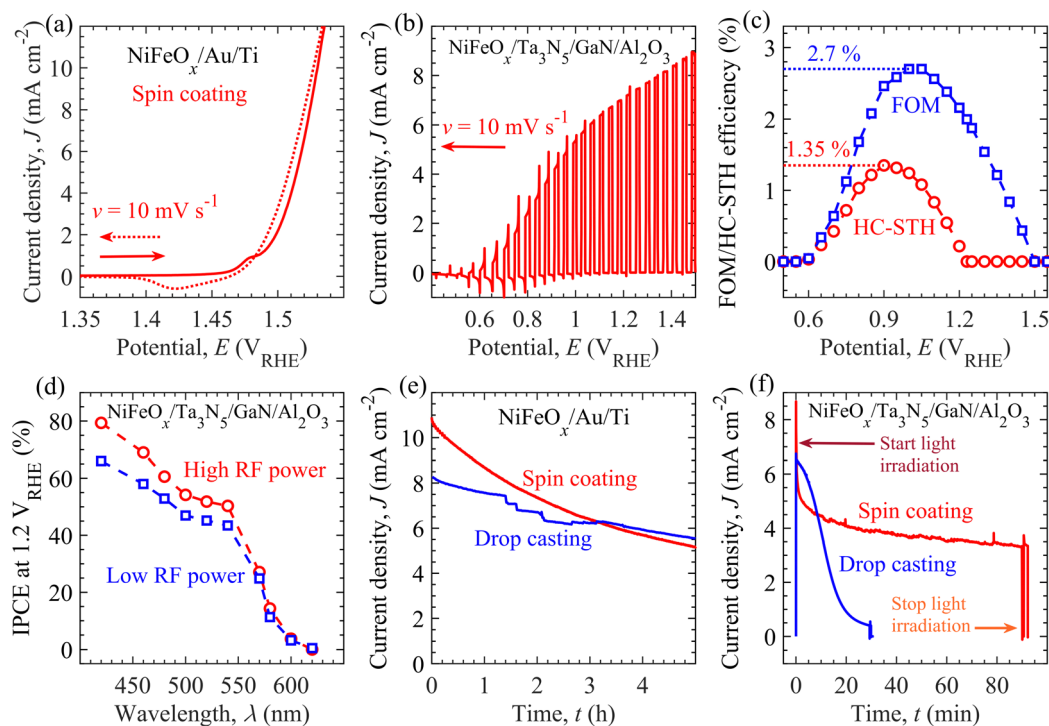 (a)
NiFeOx/Au/Ti
Spin coating
v = 10 mV s⁻¹
12
10
8
6
4
2
0
Current density, J (mA cm⁻²)
1.35
1.41
1.47
1.53
Potential, E (VRHE)
(b)
NiFeOx/Ta3N5/GaN/Al2O3
v = 10 mV s⁻¹
10
8
6
4
2
0
Current density, J (mA cm⁻²)
0.6
0.8
1
1.2
1.4
Potential, E (VRHE)
(c)
2.7 %
FOM
1.35 %
HC-STH
3
2
1
0
FOM/HC-STH efficiency (%)
0.6
0.9
1.2
1.5
Potential, E (VRHE)
(d)
NiFeOx/Ta3N5/GaN/Al2O3
High RF power
Low RF power
80
60
40
20
0
IPCE at 1.2 VRHE (%)
450
500
550
600
Wavelength, λ (nm)
(e)
NiFeOx/Au/Ti
Spin coating
Drop casting
12
10
8
6
4
2
0
Current density, J (mA cm⁻²)
0
1
2
3
4
5
Time, t (h)
(f)
NiFeOx/Ta3N5/GaN/Al2O3
Start light
irradiation
Spin coating
Drop casting
Stop light
irradiation
8
6
4
2
0
Current density, J (mA cm⁻²)
0
20
40
60
80
Time, t (min)